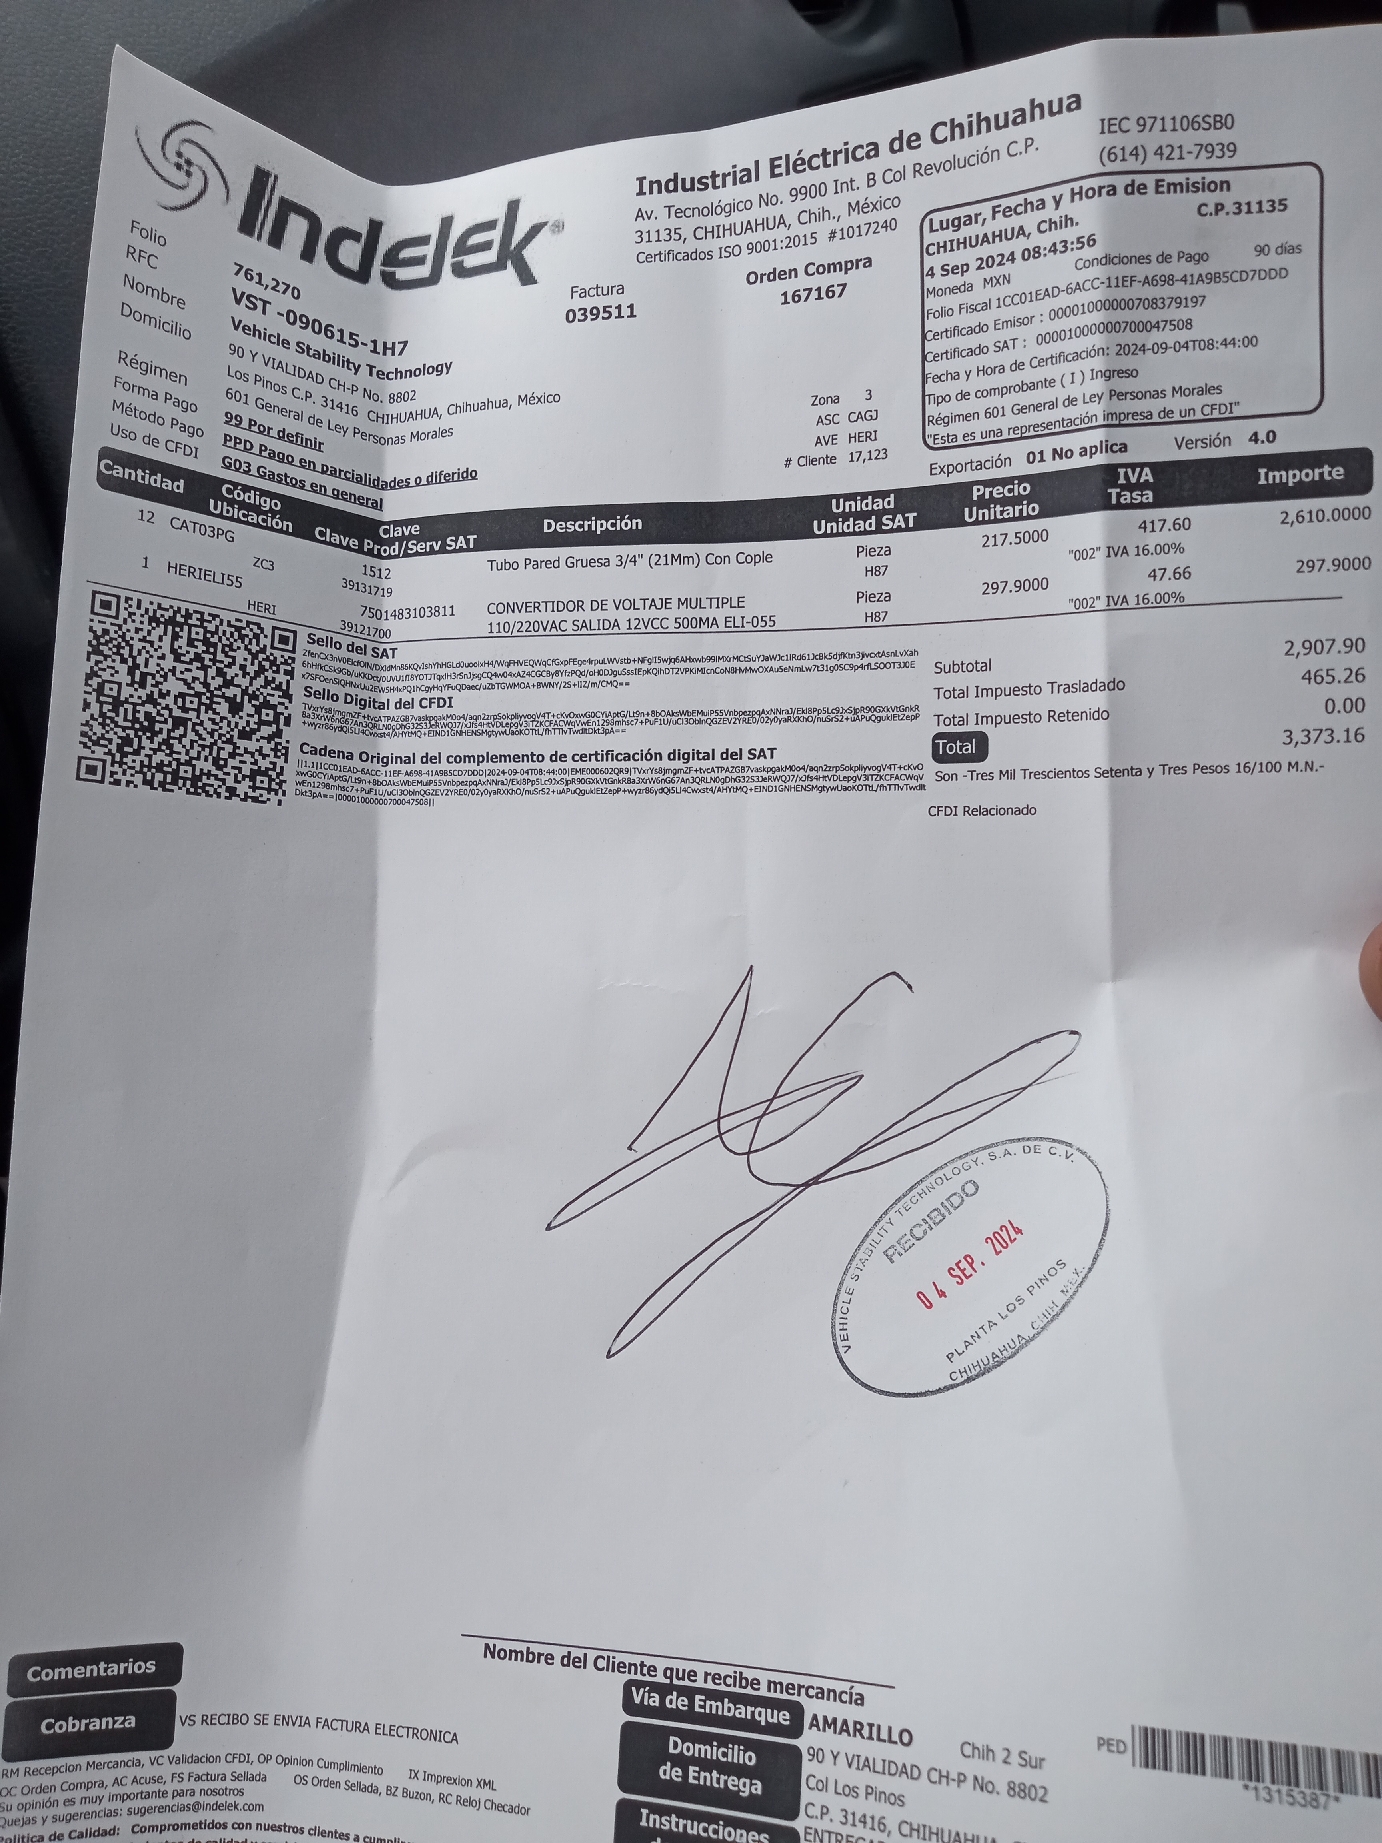 Indelek
Industrial Eléctrica de Chihuahua
Av. Tecnológico No. 9900 Int. B Col Revolución C.P.
31135, CHIHUAHUA, Chih., México
Certificados ISO 9001:2015 #1017240
IEC 971106SB0
(614) 421-7939
Lugar, Fecha y Hora de Emision
CHIHUAHUA, Chih. C.P.31135
4 Sep 2024 08:43:56
Moneda MXN Condiciones de Pago 90 días
Folio Fiscal 1CC01EAD-6ACC-11EF-A698-41A9B5CD7DDD
Certificado Emisor : 00001000000708379197
Certificado SAT : 00001000000700047508
Fecha y Hora de Certificación: 2024-09-04T08:44:00
Tipo de comprobante ( I ) Ingreso
Régimen 601 General de Ley Personas Morales
"Esta es una representación impresa de un CFDI"
Exportación 01 No aplica Versión 4.0
Factura
039511
Orden Compra
167167
Folio 761,270
RFC VST -090615-1H7
Nombre Vehicle Stability Technology
Domicilio 90 Y VIALIDAD CH-P No. 8802
Los Pinos C.P. 31416 CHIHUAHUA, Chihuahua, México
Régimen 601 General de Ley Personas Morales
Forma Pago 99 Por definir
Método Pago PPD Pago en parcialidades o diferido
Uso de CFDI G03 Gastos en general
Zona 3
ASC CAGJ
AVE HERI
# Cliente 17,123
Cantidad Código Ubicación Clave Clave Prod/Serv SAT Descripción Unidad Unidad SAT Precio Unitario IVA Tasa Importe
12 CAT03PG 1512 Tubo Pared Gruesa 3/4" (21Mm) Con Cople Pieza 217.5000 417.60 2,610.0000
ZC3 39131719 H87 "002" IVA 16.00%
1 HERIELI55 7501483103811 CONVERTIDOR DE VOLTAJE MULTIPLE Pieza 297.9000 47.66 297.9000
HERI 39121700 110/220VAC SALIDA 12VCC 500MA ELI-055 H87 "002" IVA 16.00%
Sello del SAT
Sello Digital del CFDI
Cadena Original del complemento de certificación digital del SAT
Subtotal 2,907.90
Total Impuesto Trasladado 465.26
Total Impuesto Retenido 0.00
Total 3,373.16
Son -Tres Mil Trescientos Setenta y Tres Pesos 16/100 M.N.-
CFDI Relacionado
VEHICLE STABILITY TECHNOLOGY, S.A. DE C.V.
RECIBIDO
04 SEP. 2024
PLANTA LOS PINOS
CHIHUAHUA, CHIH. MEX.
Nombre del Cliente que recibe mercancía
Comentarios
Cobranza VS RECIBO SE ENVIA FACTURA ELECTRONICA
RM Recepcion Mercancia, VC Validacion CFDI, OP Opinion Cumplimiento IX Imprexion XML
OC Orden Compra, AC Acuse, FS Factura Sellada OS Orden Sellada, BZ Buzon, RC Reloj Checador
Su opinión es muy importante para nosotros
Quejas y sugerencias: sugerencias@indelek.com
Política de Calidad: Comprometidos con nuestros clientes a
Vía de Embarque AMARILLO Chih 2 Sur
Domicilio de Entrega 90 Y VIALIDAD CH-P No. 8802
Col Los Pinos
C.P. 31416,
Instrucciones
PED
*1315387*